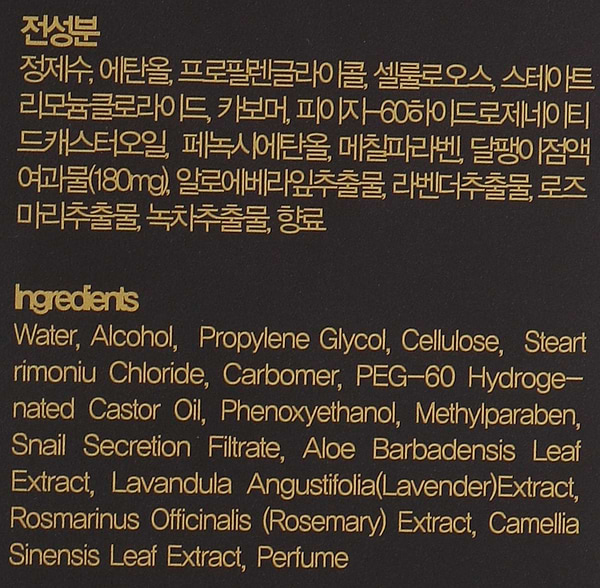 전성분
정제수, 에탄올, 프로필렌글라이콜, 셀룰로오스, 스테아트
리모늄클로라이드, 카보머, 피이지-60하이드로제네이티
드캐스터오일, 페녹시에탄올, 메칠파라벤, 달팽이점액
여과물(180mg), 알로에베라잎추출물, 라벤더추출물, 로즈
마리추출물, 녹차추출물, 향료
Ingredients
Water, Alcohol, Propylene Glycol, Cellulose, Steart
rimoniu Chloride, Carbomer, PEG-60 Hydroge-
nated Castor Oil, Phenoxyethanol, Methylparaben,
Snail Secretion Filtrate, Aloe Barbadensis Leaf
Extract, Lavandula Angustifolia(Lavender)Extract,
Rosmarinus Officinalis (Rosemary) Extract, Camellia
Sinensis Leaf Extract, Perfume